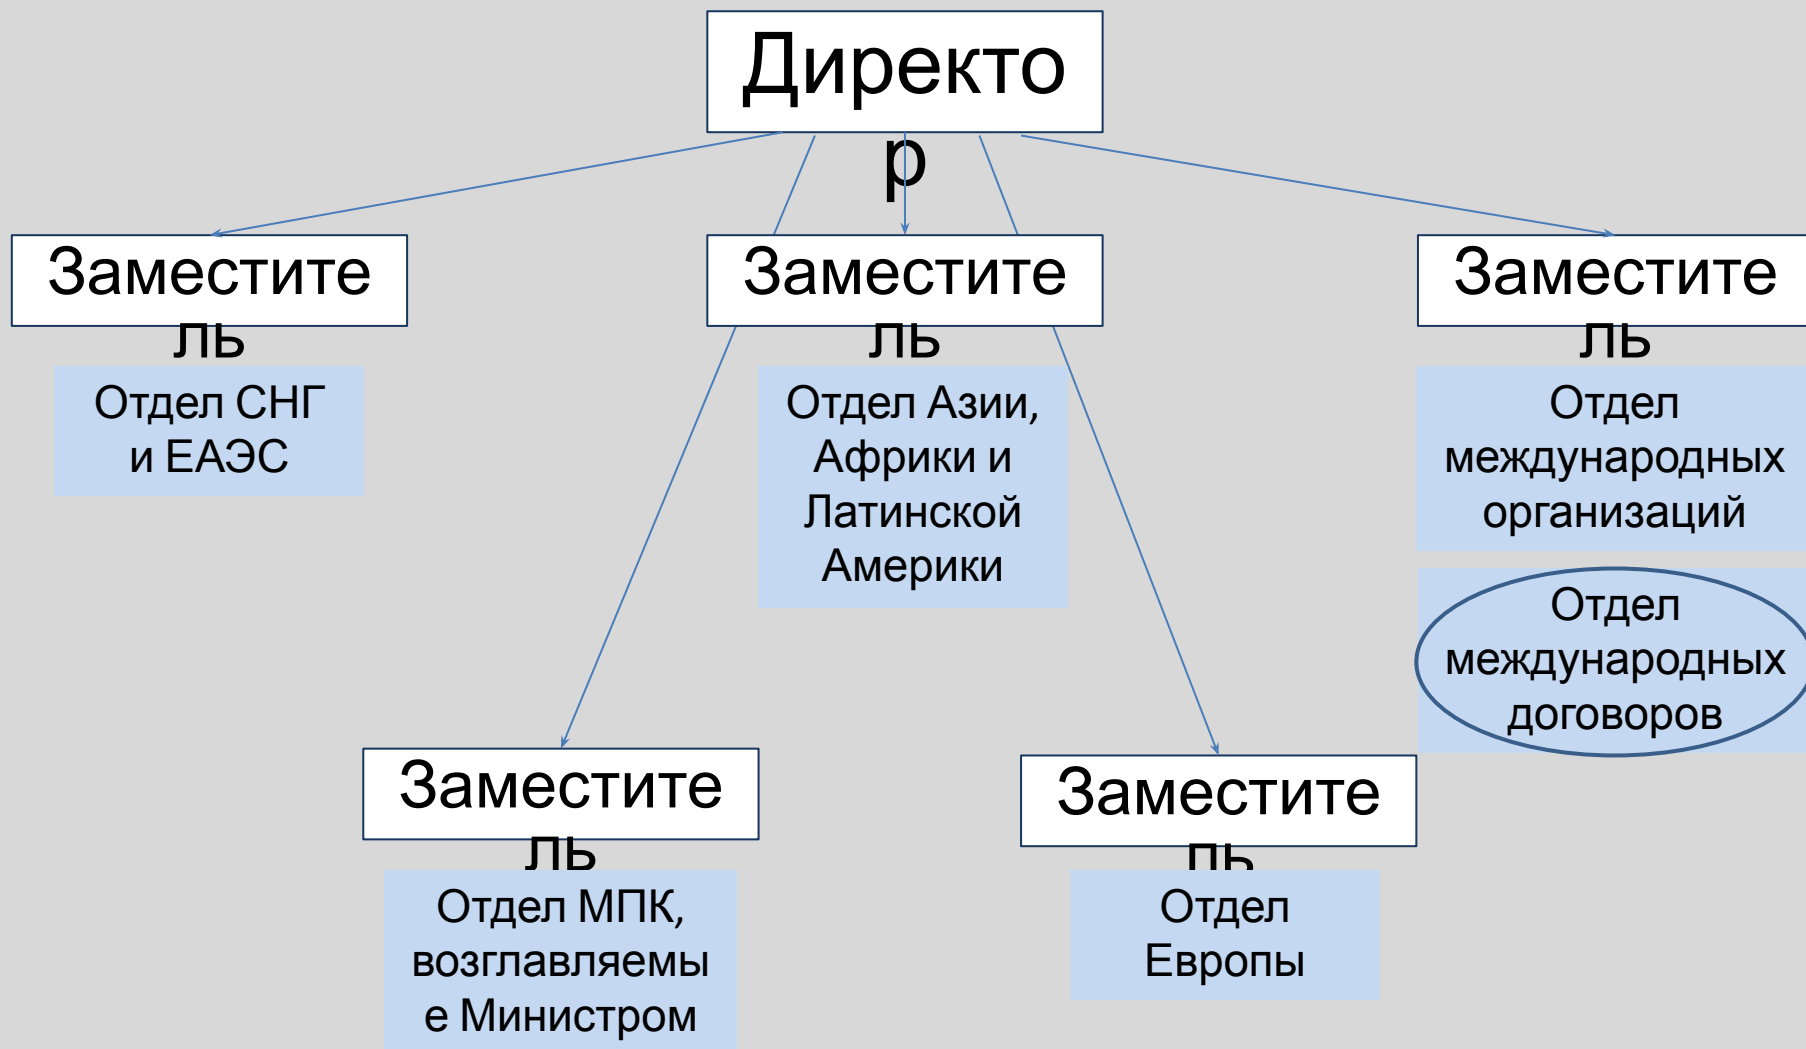 Директо
р
Заместите
ль
Отдел СНГ
и ЕАЭС
Заместите
ль
Отдел Азии,
Африки и
Латинской
Америки
Заместите
ль
Отдел
международных
организаций
Отдел
международных
договоров
Заместите
ль
Отдел МПК,
возглавляемы
е Министром
Заместите
ль
Отдел
Европы